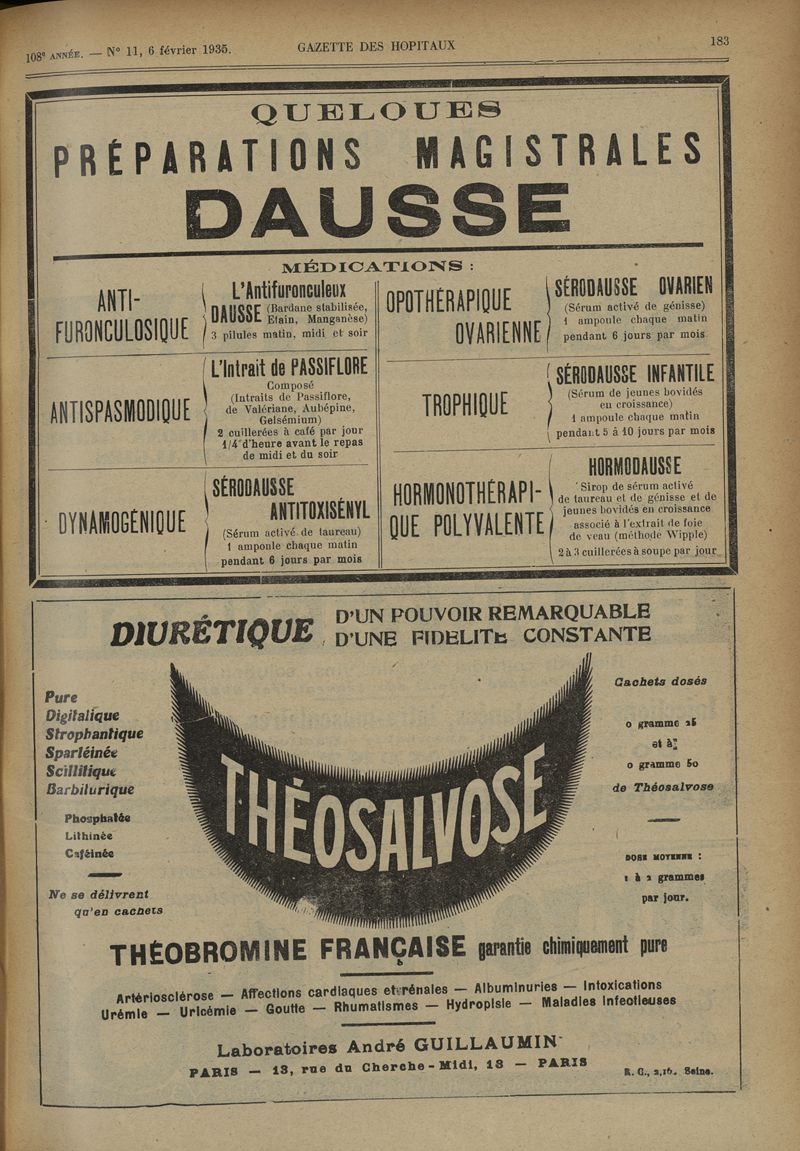 108e ANNÉE. — N° 11, 6 février 1935.
GAZETTE DES HOPITAUX
183
QUELQUES
PRÉPARATIONS MAGISTRALES
DAUSSE
MÉDICATIONS :
ANTI-
FURONCULOSIQUE
L'Antifuronculeux
DAUSSE (Bardane stabilisée,
Etain, Manganèse)
3 pilules matin, midi et soir
ANTISPASMODIQUE
L'Intrait de PASSIFLORE
Composé
(Intraits de Passiflore,
de Valériane, Aubépine,
Gelsémium)
2 cuillerées à café par jour
1/4 d'heure avant le repas
de midi et du soir
DYNAMOGÉNIQUE
SÉRODAUSSE
ANTITOXISÉNYL
(Sérum activé de taureau)
1 ampoule chaque matin
pendant 6 jours par mois
OPOTHÉRAPIQUE
OVARIENNE
SÉRODAUSSE OVARIEN
(Sérum activé de génisse)
1 ampoule chaque matin
pendant 6 jours par mois
TROPHIQUE
SÉRODAUSSE INFANTILE
(Sérum de jeunes bovidés
en croissance)
1 ampoule chaque matin
pendant 5 à 10 jours par mois
HORMONOTHÉRAPI-
QUE POLYVALENTE
HORMODAUSSE
Sirop de sérum activé
de taureau et de génisse et de
jeunes bovidés en croissance
associé à l'extrait de foie
de veau (méthode Wipple)
2 à 3 cuillerées à soupe par jour
DIURÉTIQUE
D'UN POUVOIR REMARQUABLE
D'UNE FIDELITE CONSTANTE
Pure
Digitalique
Strophantique
Spartéinée
Scillitique
Barbiturique
Phosphatée
Lithinée
Caféinée
Ne se délivrent
qu'en cachets
THÉOSALVOSE
Cachets dosés
0 gramme 25
et à
0 gramme 50
de Théosalvose
DOSE MOYENNE :
1 à 2 grammes
par jour.
THÉOBROMINE FRANÇAISE garantie chimiquement pure
Artériosclérose — Affections cardiaques et rénales — Albuminuries — Intoxications
Urémie — Uricémie — Goutte — Rhumatismes — Hydropisie — Maladies infectieuses
Laboratoires André GUILLAUMIN
PARIS — 13, rue du Cherche-Midi, 13 — PARIS
R. C., 2,16. Seine.